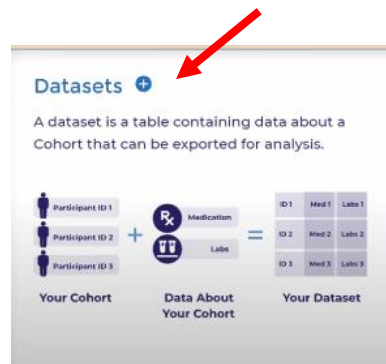 Datasets
A dataset is a table containing data about a
Cohort that can be exported for analysis.
Participant ID 1
Participant ID 2
Participant ID 3
+
Rx
Medication
Labs
=
ID 1 Med 1 Labs 1
ID 2 Med 2 Labs 2
ID 3 Med 3 Labs 3
Your Cohort
Data About
Your Cohort
Your Dataset